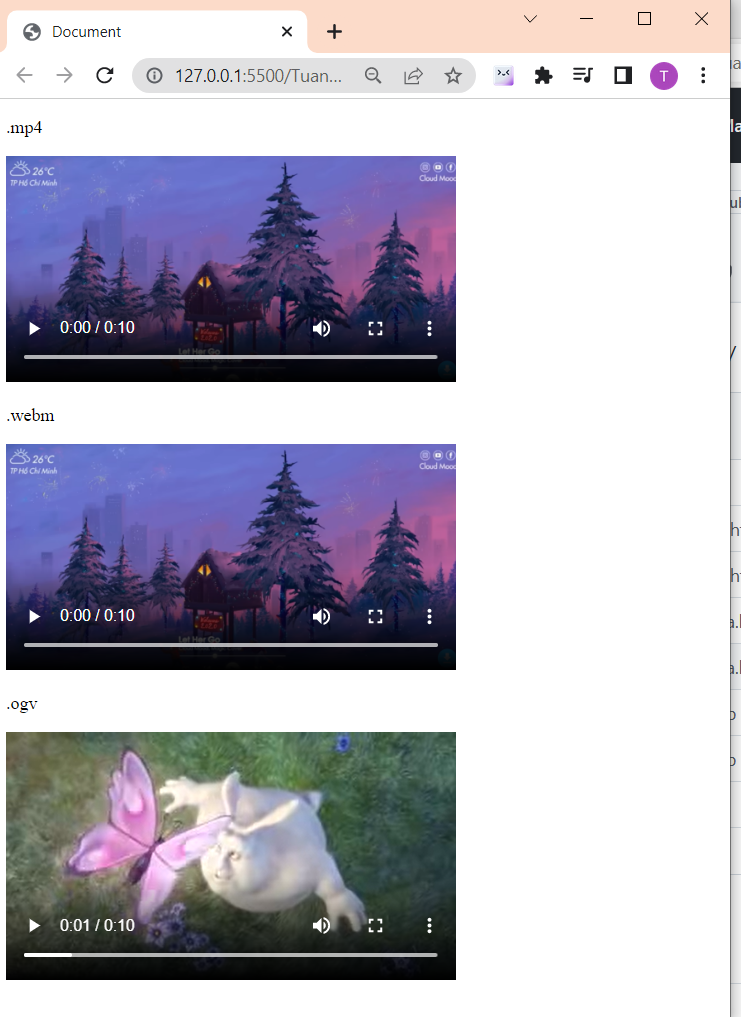 Document
127.0.0.1:5500/Tuan...
T
.mp4
26°C
TP Hồ Chí Minh
Cloud Mood
0:00 / 0:10
Let Her Go
.webm
26°C
TP Hồ Chí Minh
Cloud Mood
0:00 / 0:10
Let Her Go
.ogv
0:01 / 0:10